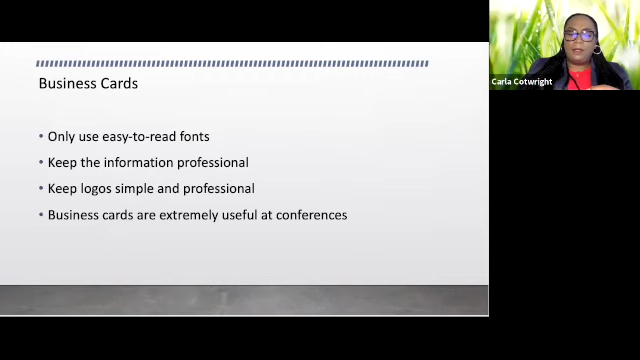 Business Cards
• Only use easy-to-read fonts
• Keep the information professional
• Keep logos simple and professional
• Business cards are extremely useful at conferences
Carla Cotwright